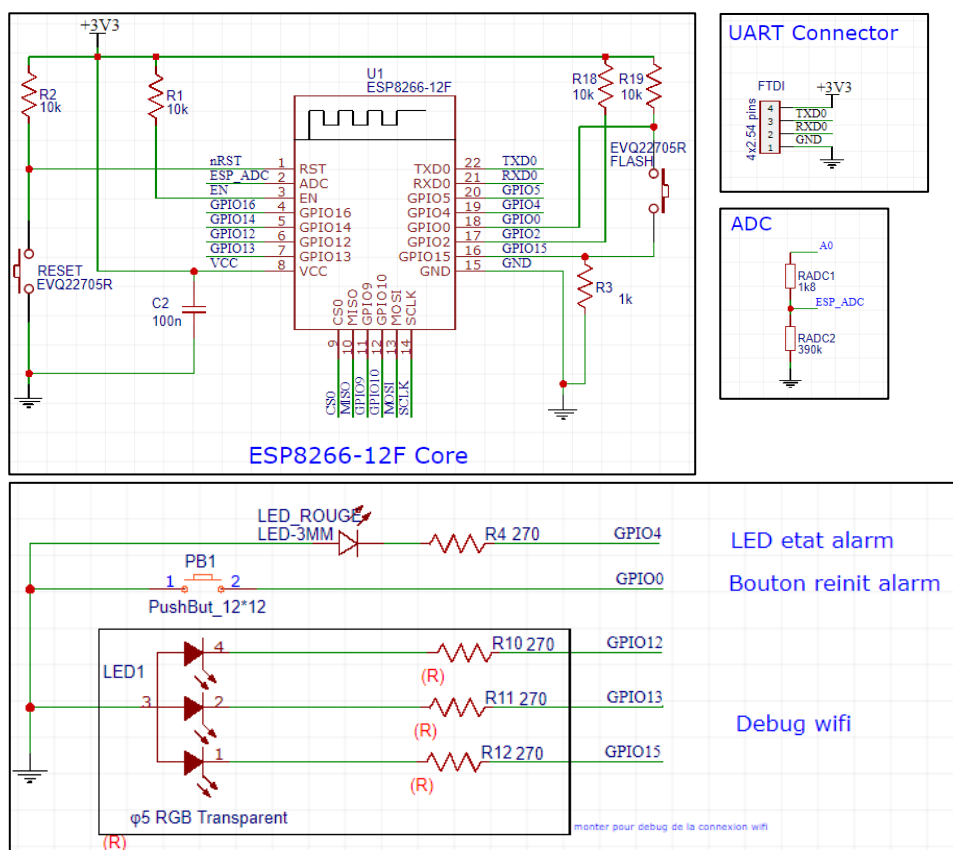 +3V3
R2
10k
R1
10k
U1
ESP8266-12F
R18
10k
R19
10k
EVQ22705R
FLASH
nRST
ESP_ADC
EN
GPIO16
GPIO14
GPIO12
GPIO13
VCC
1
2
3
4
5
6
7
8
RST
ADC
EN
GPIO16
GPIO14
GPIO12
GPIO13
VCC
TXD0
RXD0
GPIO5
GPIO4
GPIO0
GPIO2
GPIO15
GND
22
21
20
19
18
17
16
15
TXD0
RXD0
GPIO5
GPIO4
GPIO0
GPIO2
GPIO15
GND
RESET
EVQ22705R
C2
100n
R3
1k
CS0
MISO
GPIO9
GPIO10
MOSI
SCLK
9
10
11
12
13
14
CS0
MISO
GPIO9
GPIO10
MOSI
SCLK
ESP8266-12F Core
UART Connector
FTDI
+3V3
4x2.54 pins
4
3
2
1
TXD0
RXD0
GND
ADC
A0
RADC1
1k8
ESP_ADC
RADC2
390k
LED_ROUGE
LED-3MM
R4 270
GPIO4
LED etat alarm
PB1
1
2
PushBut_12*12
GPIO0
Bouton reinit alarm
LED1
3
4
2
1
R10 270
(R)
GPIO12
R11 270
(R)
GPIO13
R12 270
(R)
GPIO15
Debug wifi
φ5 RGB Transparent
(R)
monter pour debug de la connexion wifi